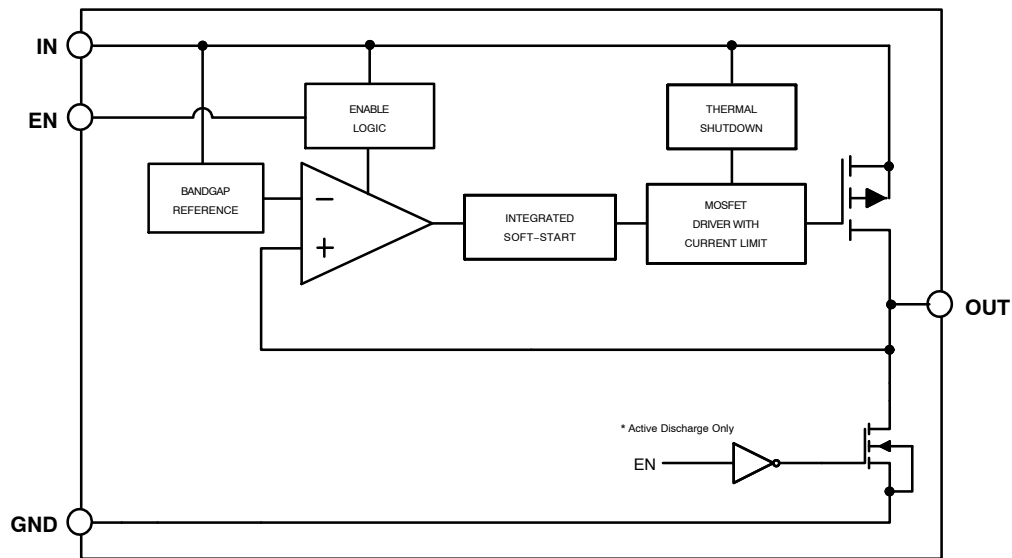 IN
EN
ENABLE
LOGIC
THERMAL
SHUTDOWN
BANDGAP
REFERENCE
−
+
INTEGRATED
SOFT−START
MOSFET
DRIVER WITH
CURRENT LIMIT
OUT
* Active Discharge Only
EN
GND